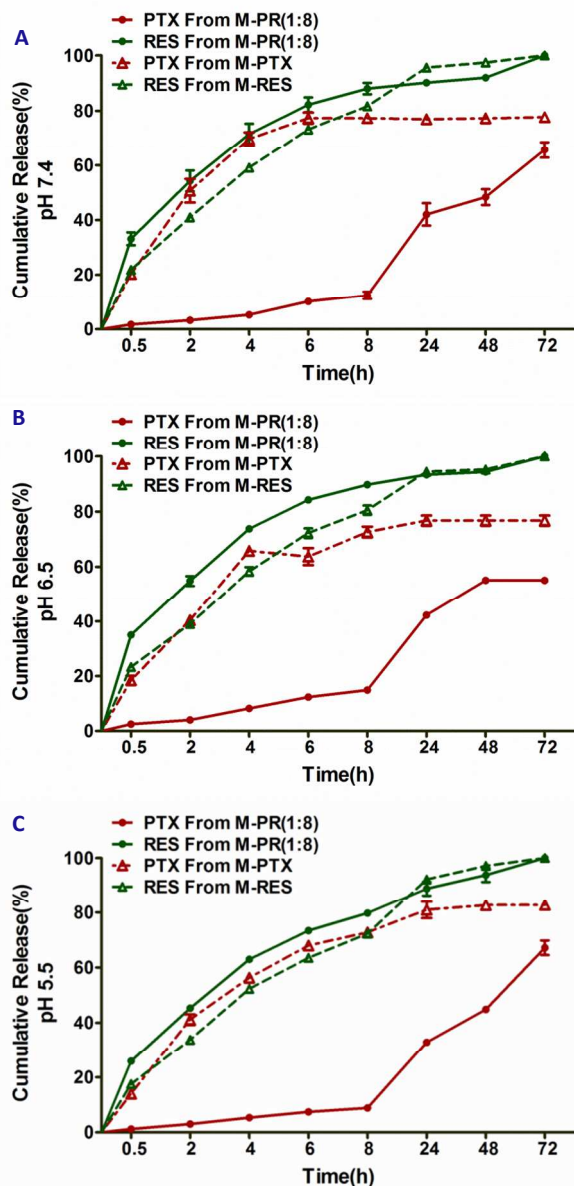 A
PTX From M-PR(1:8)
RES From M-PR(1:8)
PTX From M-PTX
RES From M-RES
Cumulative Release(%)
pH 7.4
100
80
60
40
20
0
0.5 2 4 6 8 24 48 72
Time(h)
B
PTX From M-PR(1:8)
RES From M-PR(1:8)
PTX From M-PTX
RES From M-RES
Cumulative Release(%)
pH 6.5
100
80
60
40
20
0
0.5 2 4 6 8 24 48 72
Time(h)
C
PTX From M-PR(1:8)
RES From M-PR(1:8)
PTX From M-PTX
RES From M-RES
Cumulative Release(%)
pH 5.5
100
80
60
40
20
0
0.5 2 4 6 8 24 48 72
Time(h)